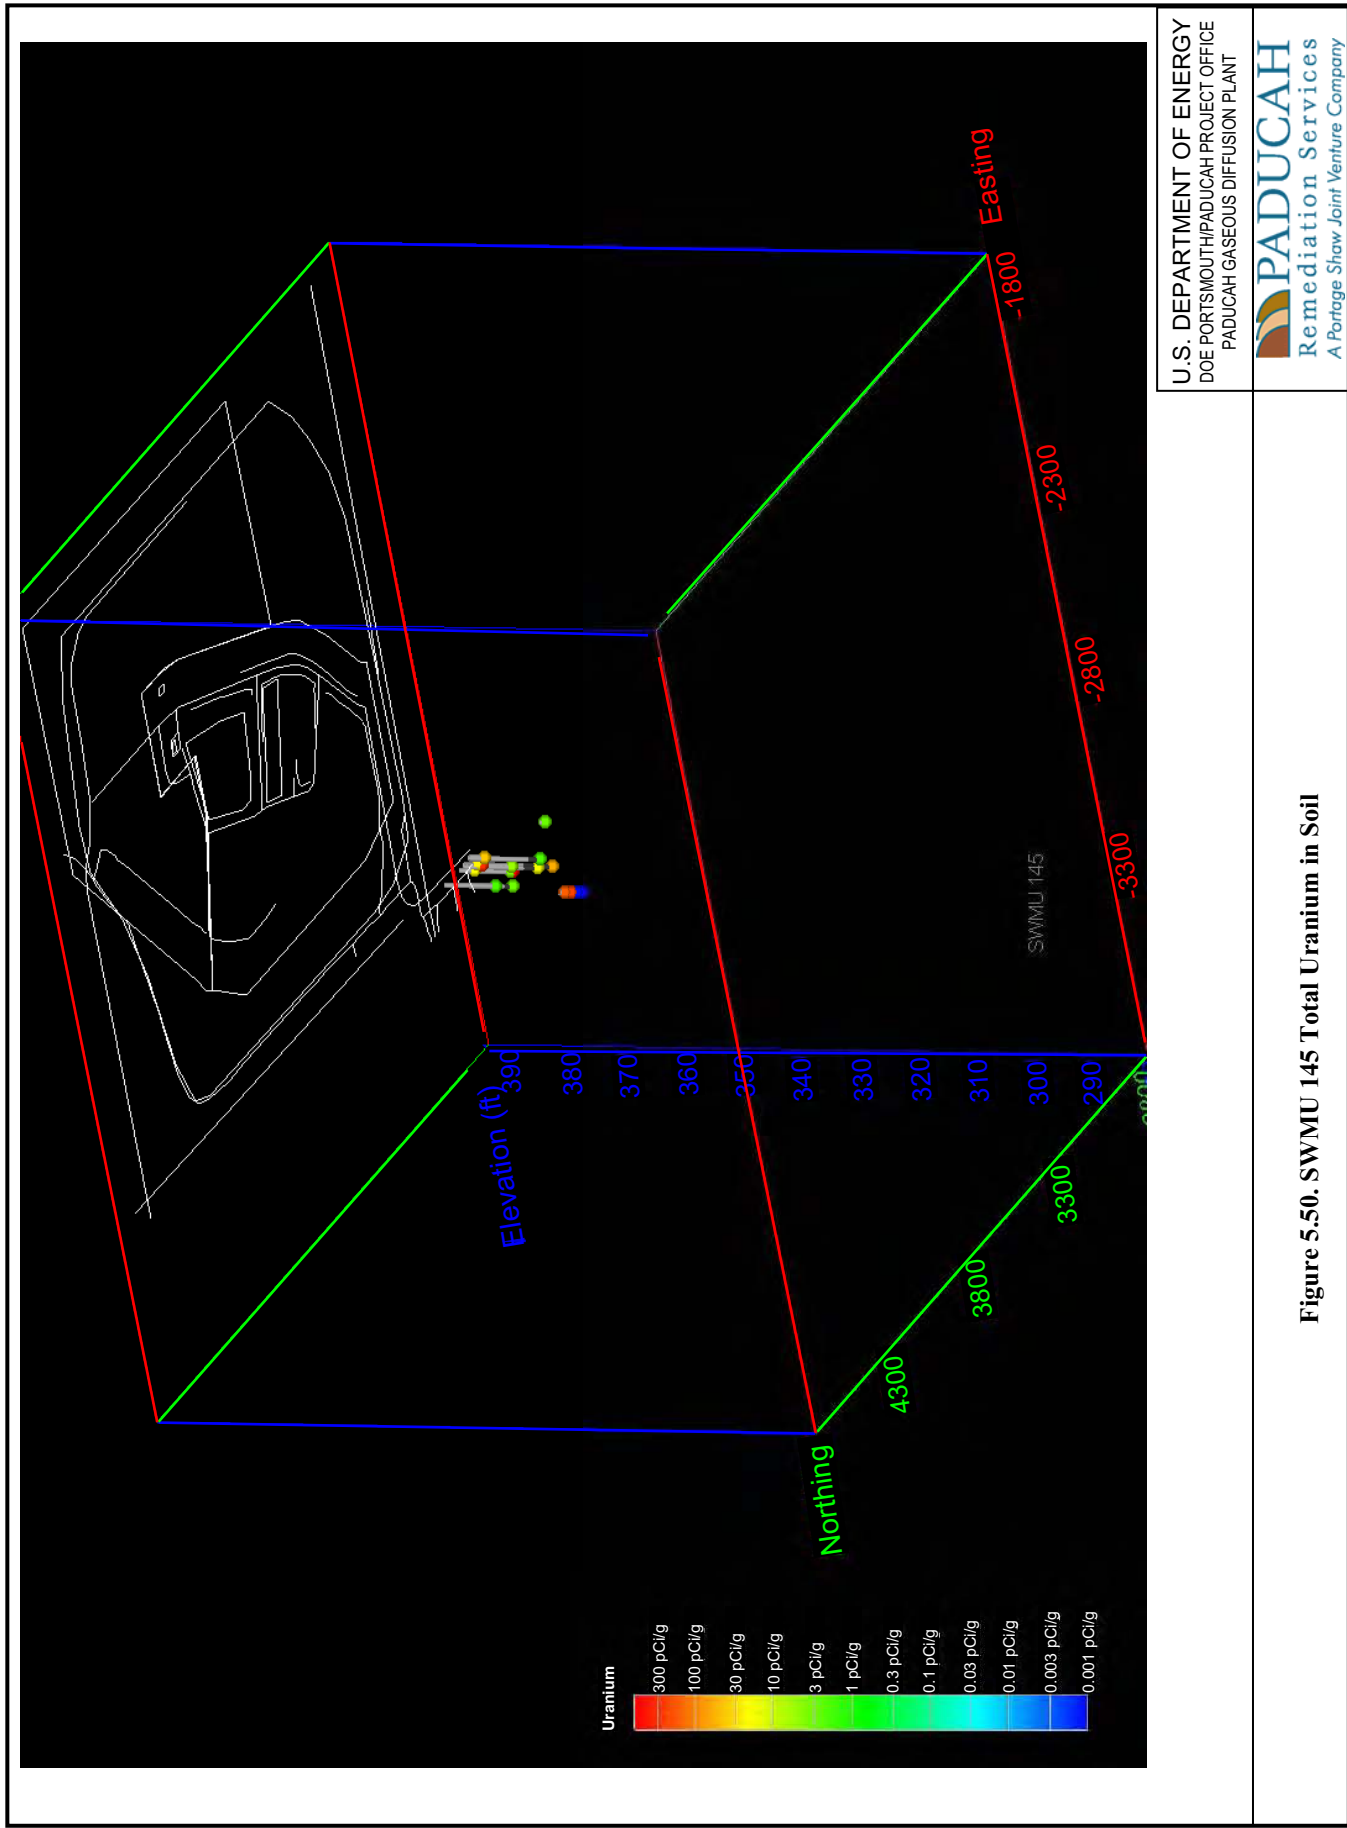 Elevation (ft)
390
380
370
360
350
340
330
320
310
300
290
Northing
4300
3800
3300
Easting
-1800
-2300
-2800
-3300
SWMU 145
Uranium
300 pCi/g
100 pCi/g
30 pCi/g
10 pCi/g
3 pCi/g
1 pCi/g
0.3 pCi/g
0.1 pCi/g
0.03 pCi/g
0.01 pCi/g
0.003 pCi/g
0.001 pCi/g
U.S. DEPARTMENT OF ENERGY
DOE PORTSMOUTH/PADUCAH PROJECT OFFICE
PADUCAH GASEOUS DIFFUSION PLANT
PADUCAH
Remediation Services
A Portage Shaw Joint Venture Company
Figure 5.50. SWMU 145 Total Uranium in Soil